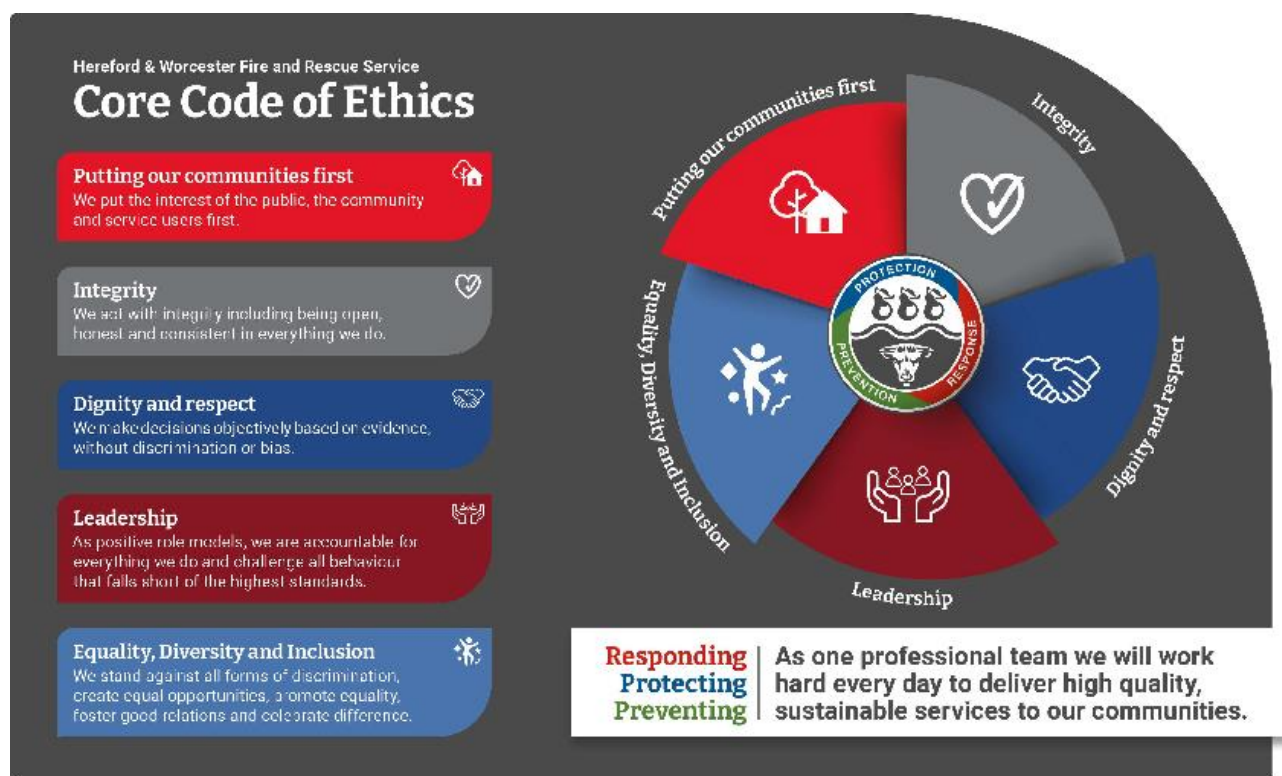 Hereford & Worcester Fire and Rescue Service
Core Code of Ethics
Putting our communities first
We put the interest of the public, the community
and service users first.
Integrity
We act with integrity including being open,
honest and consistent in everything we do.
Dignity and respect
We make decisions objectively based on evidence,
without discrimination or bias.
Leadership
As positive role models, we are accountable for
everything we do and challenge all behaviour
that falls short of the highest standards.
Equality, Diversity and Inclusion
We stand against all forms of discrimination,
create equal opportunities, promote equality,
foster good relations and celebrate difference.
Putting our communities first
Integrity
Dignity and respect
Leadership
Equality, Diversity and Inclusion
PROTECTION
RESPONSE
PREVENTION
Responding
Protecting
Preventing
As one professional team we will work
hard every day to deliver high quality,
sustainable services to our communities.